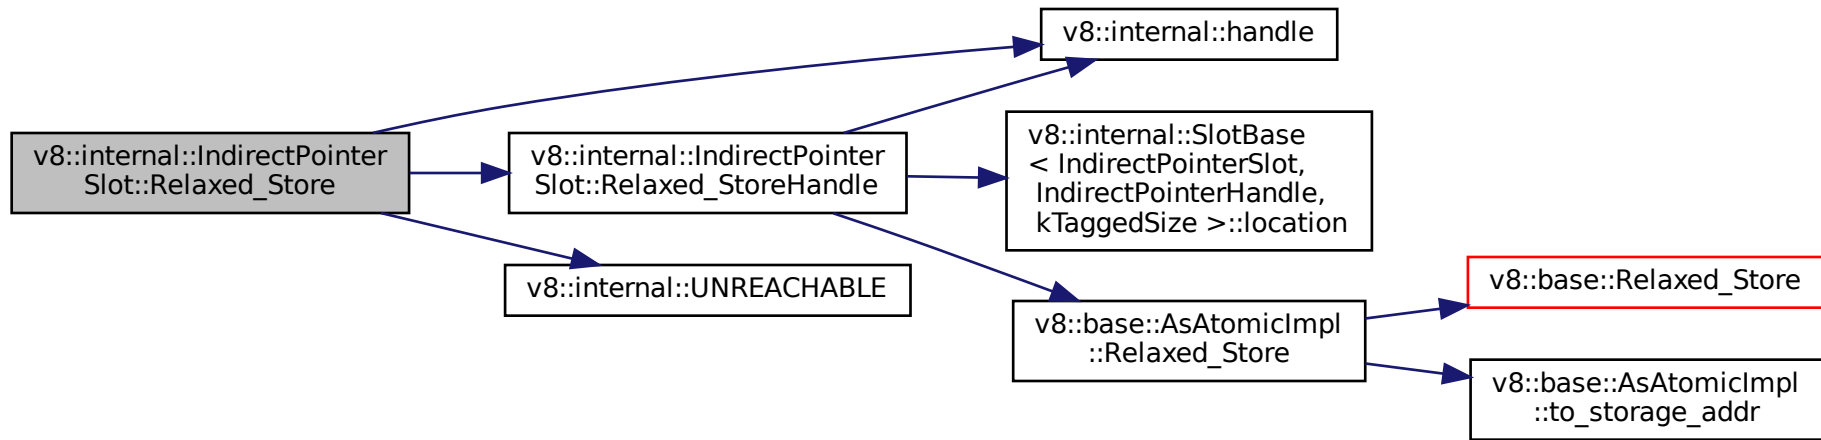 v8::internal::IndirectPointer
Slot::Relaxed_Store
v8::internal::IndirectPointer
Slot::Relaxed_StoreHandle
v8::internal::UNREACHABLE
v8::internal::handle
v8::internal::SlotBase
< IndirectPointerSlot,
IndirectPointerHandle,
kTaggedSize >::location
v8::base::AsAtomicImpl
::Relaxed_Store
v8::base::Relaxed_Store
v8::base::AsAtomicImpl
::to_storage_addr